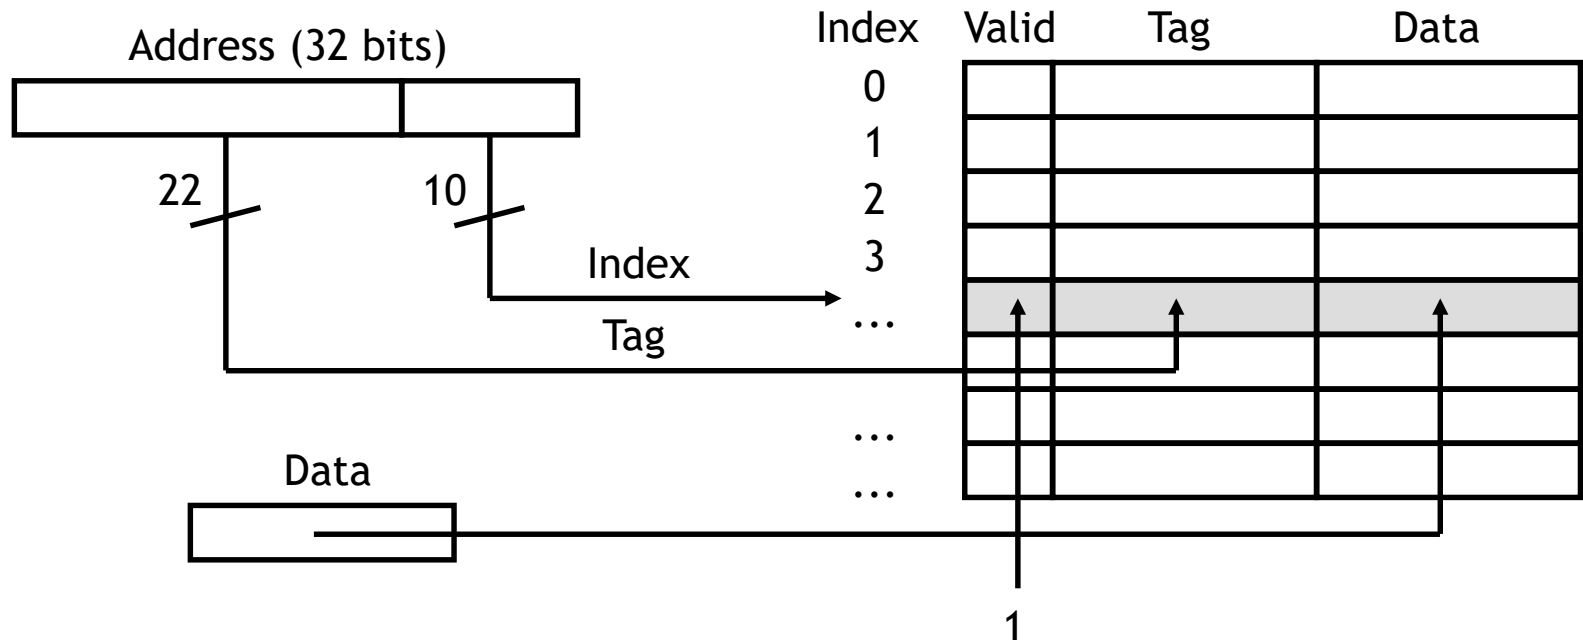 Address (32 bits)
Index Valid Tag Data
0
1
22 10
2
3
Index
...
Tag
...
Data
...
1